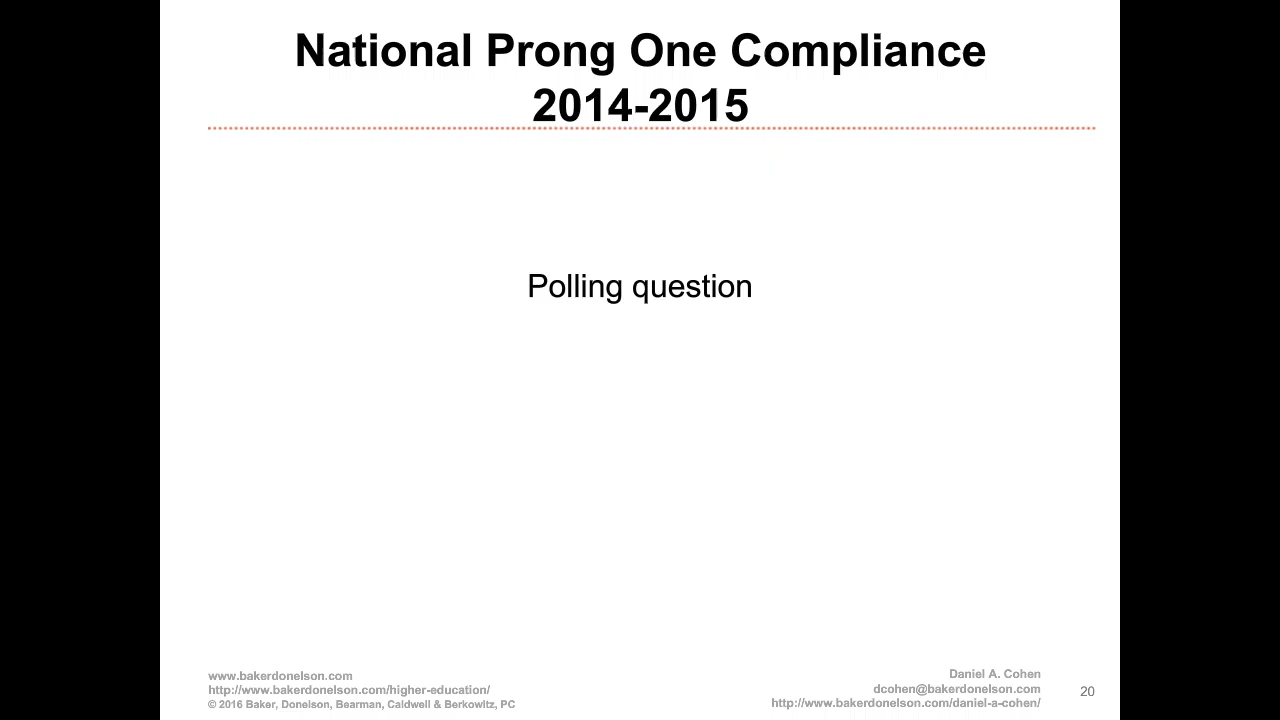 National Prong One Compliance
2014-2015
Polling question
www.bakerdonelson.com
http://www.bakerdonelson.com/higher-education/
© 2016 Baker, Donelson, Bearman, Caldwell & Berkowitz, PC
Daniel A. Cohen
dcohen@bakerdonelson.com
http://www.bakerdonelson.com/daniel-a-cohen/
20